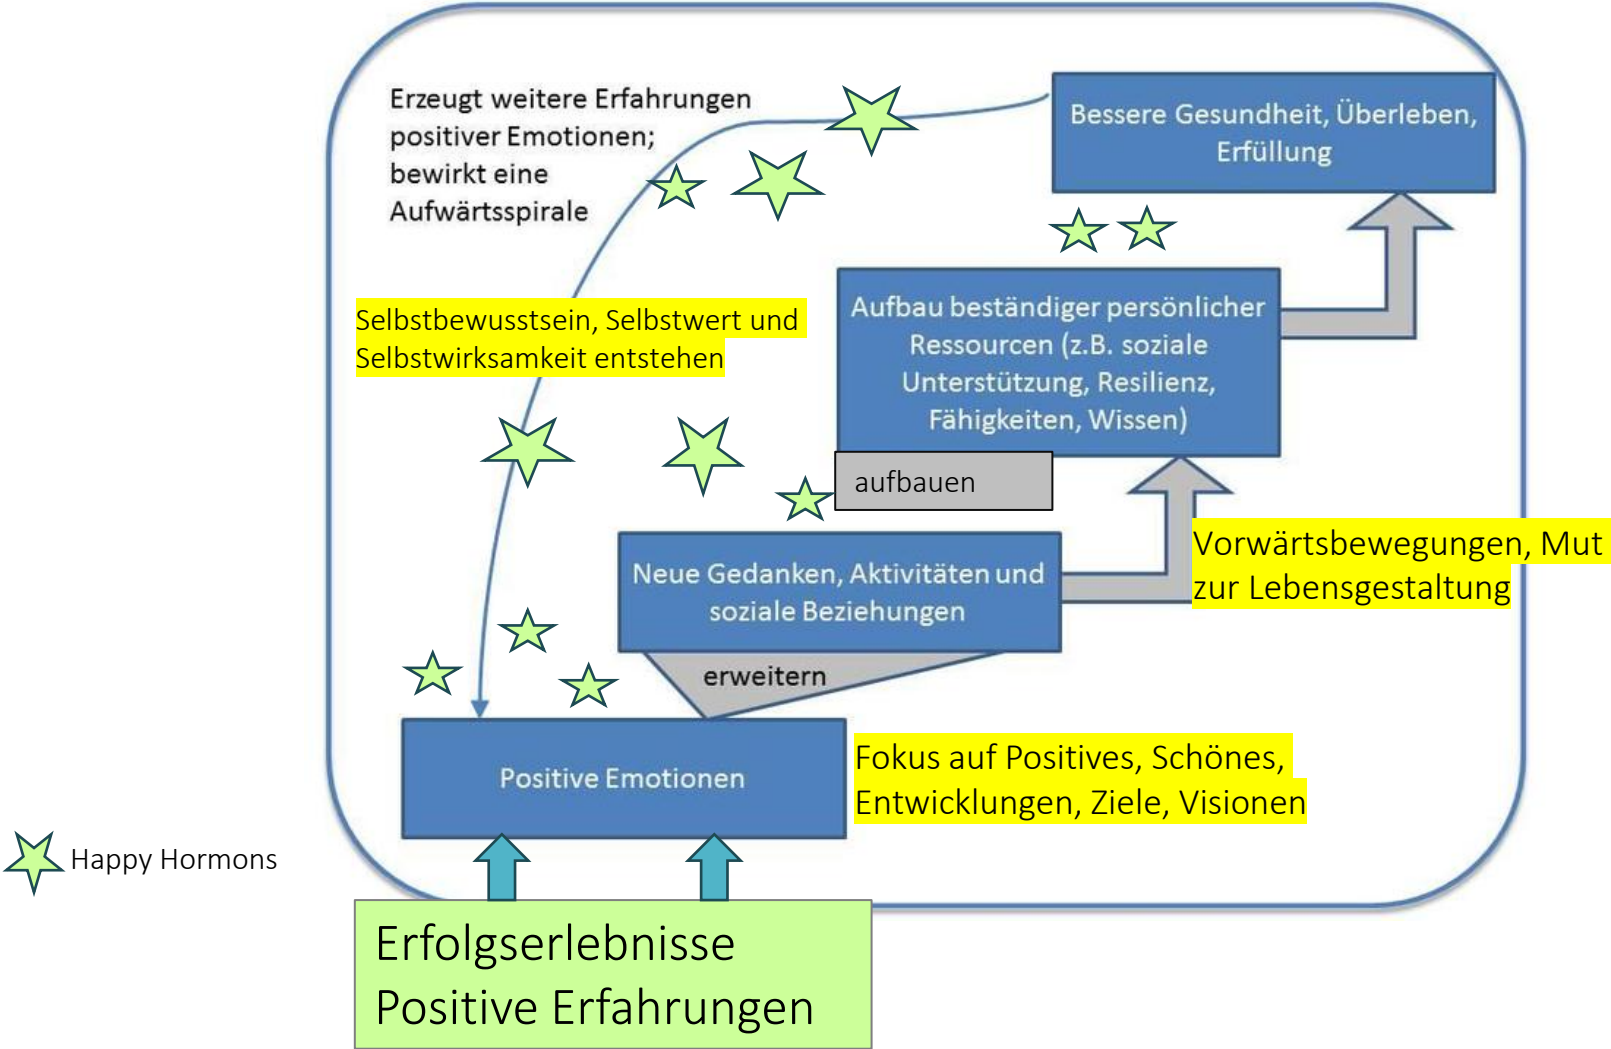 Erzeugt weitere Erfahrungen
positiver Emotionen;
bewirkt eine
Aufwärtsspirale
Bessere Gesundheit, Überleben,
Erfüllung
Selbstbewusstsein, Selbstwert und
Selbstwirksamkeit entstehen
Aufbau beständiger persönlicher
Ressourcen (z.B. soziale
Unterstützung, Resilienz,
Fähigkeiten, Wissen)
aufbauen
Neue Gedanken, Aktivitäten und
soziale Beziehungen
Vorwärtsbewegungen, Mut
zur Lebensgestaltung
erweitern
Positive Emotionen
Fokus auf Positives, Schönes,
Entwicklungen, Ziele, Visionen
Happy Hormons
Erfolgserlebnisse
Positive Erfahrungen